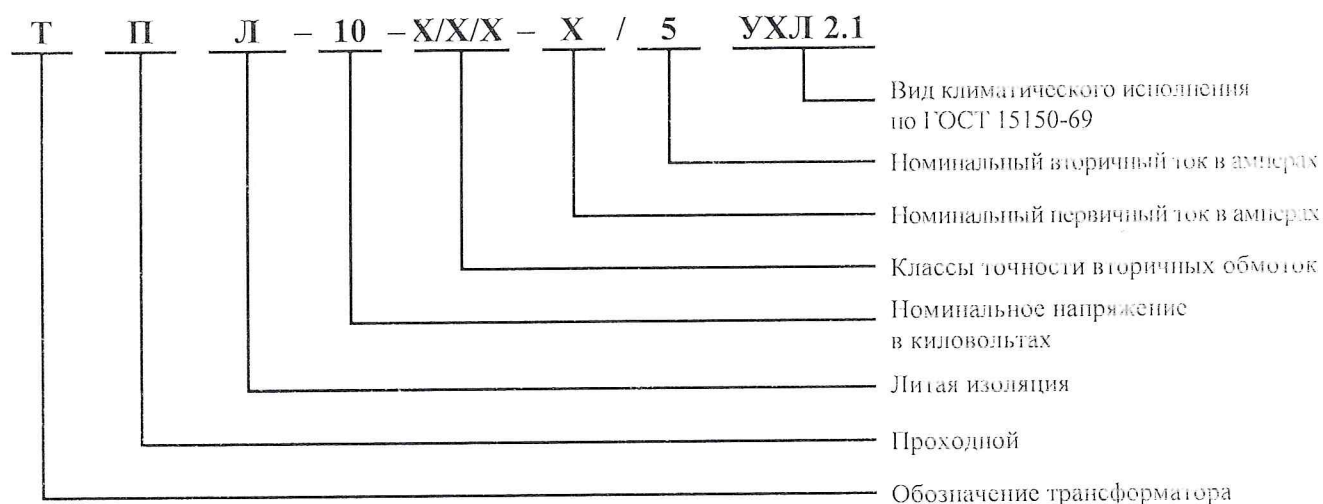 Т П Л – 10 – Х/Х/Х – Х / 5 УХЛ 2.1
Вид климатического исполнения
по ГОСТ 15150-69
Номинальный вторичный ток в амперах
Номинальный первичный ток в амперах
Классы точности вторичных обмоток
Номинальное напряжение
в киловольтах
Литая изоляция
Проходной
Обозначение трансформатора